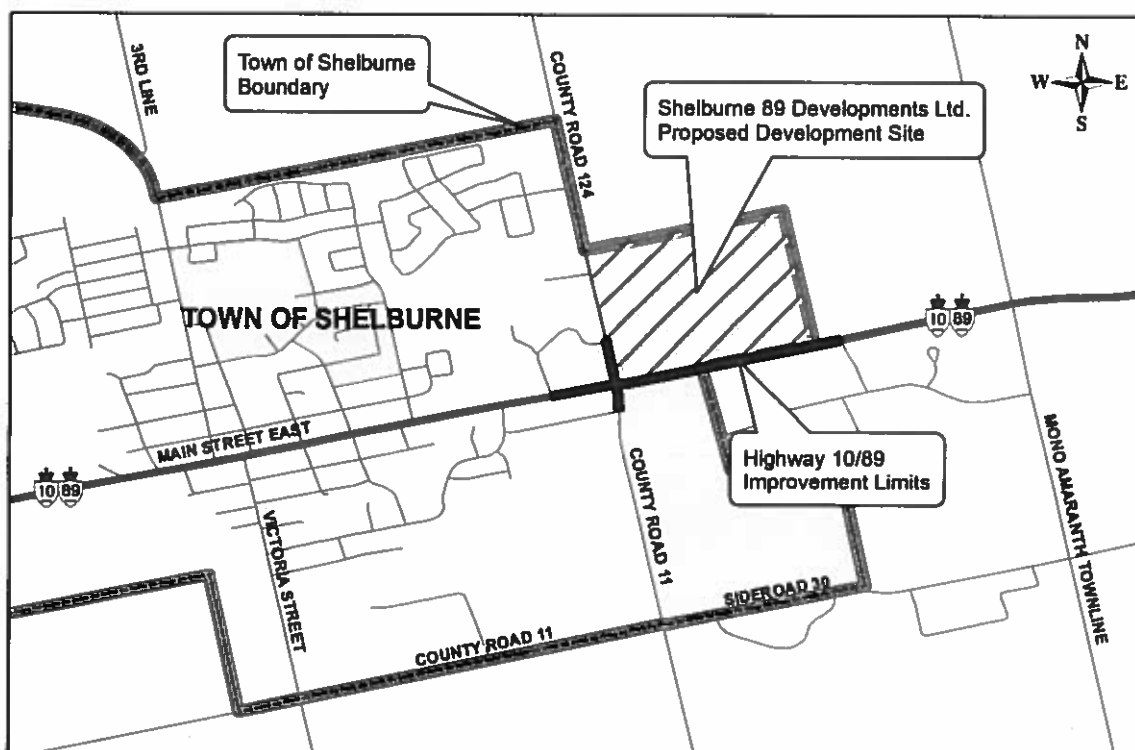 3RD LINE
Town of Shelburne
Boundary
COUNTY ROAD 124
N
W E
S
Shelburne 89 Developments Ltd.
Proposed Development Site
TOWN OF SHELBURNE
10 89
MAIN STREET EAST
10 89
Highway 10/89
Improvement Limits
COUNTY ROAD 11
MONO AMARANTH TOWNLINE
VICTORIA STREET
SIDEROAD 30
COUNTY ROAD 11